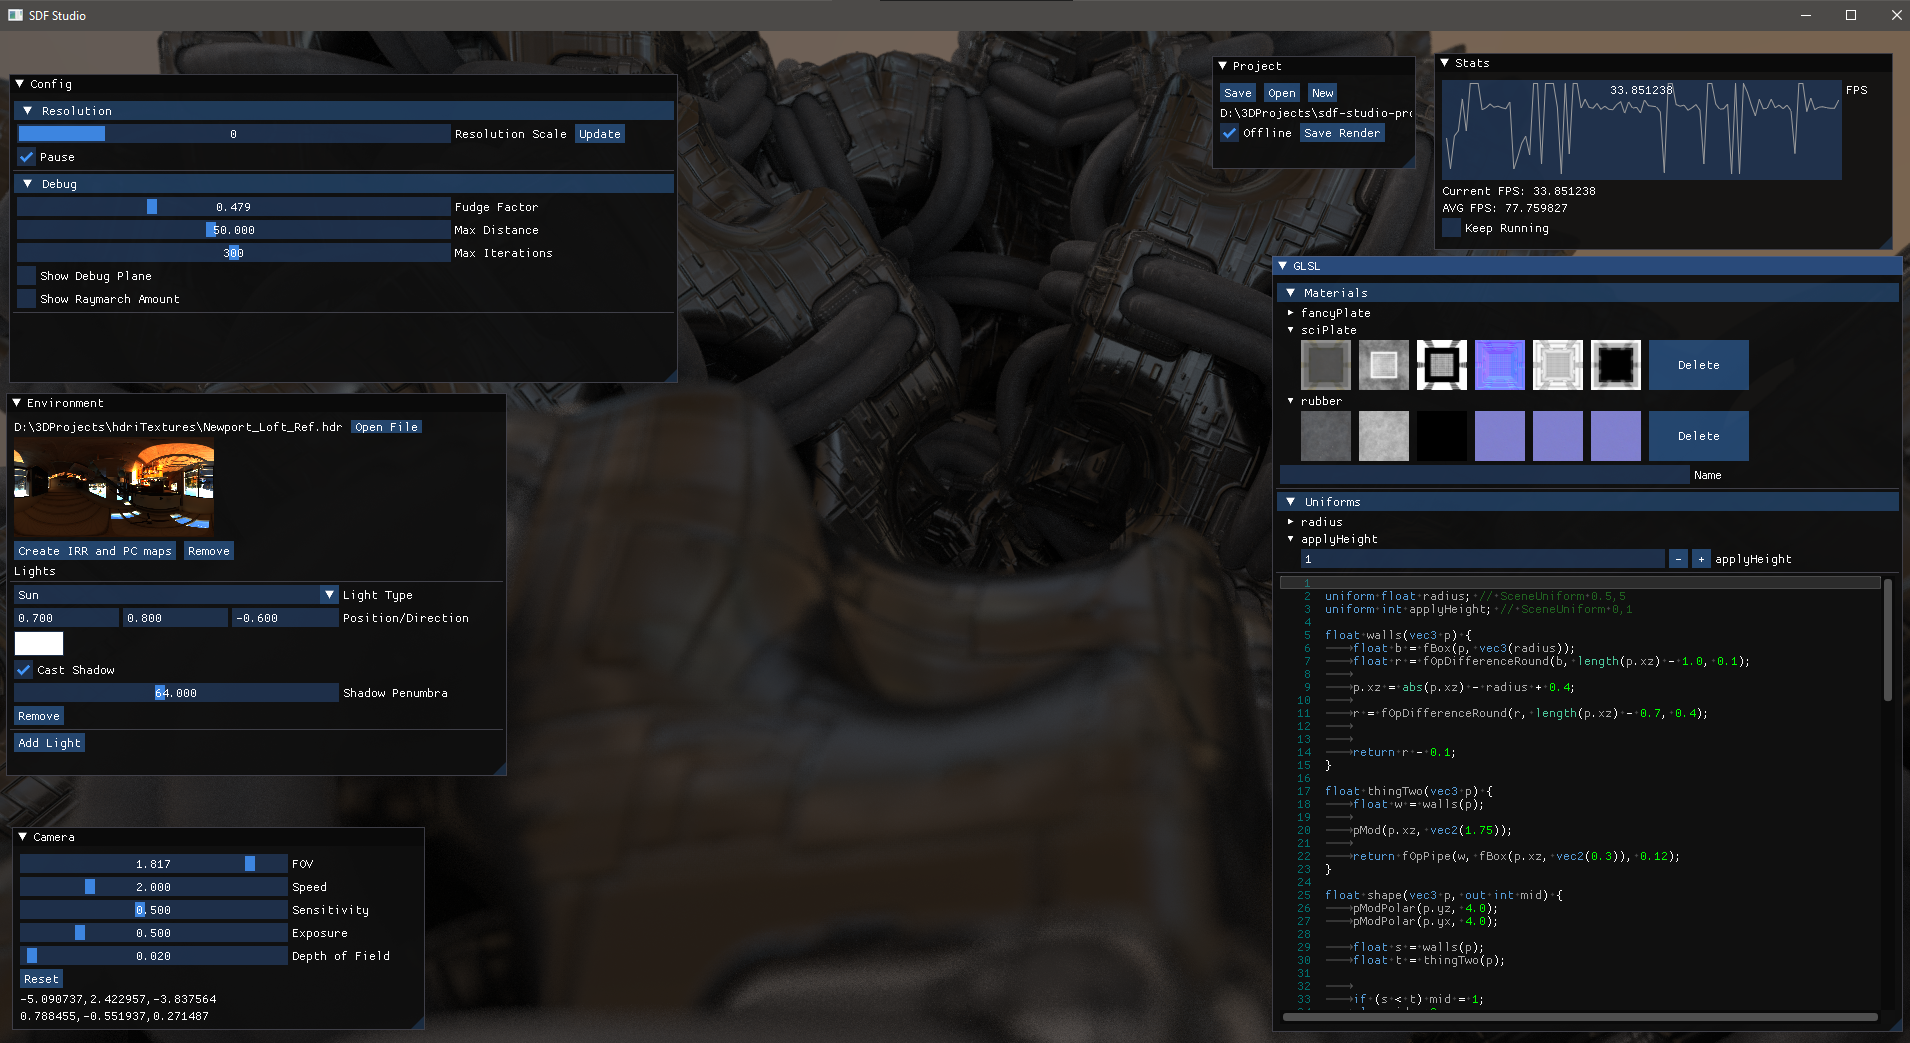 SDF Studio
Config
Resolution
0 Resolution Scale Update
Pause
Debug
0.479 Fudge Factor
50.000 Max Distance
300 Max Iterations
Show Debug Plane
Show Raymarch Amount
Environment
D:\3DProjects\hdriTextures\Newport_Loft_Ref.hdr Open File
Create IRR and PC maps Remove
Lights
Sun Light Type
0.700 0.800 -0.600 Position/Direction
Cast Shadow
64.000 Shadow Penumbra
Remove
Add Light
Camera
1.817 FOV
2.000 Speed
0.500 Sensitivity
0.500 Exposure
0.020 Depth of Field
Reset
-5.090737,2.422957,-3.837564
0.788455,-0.551937,0.271487
Project
Save Open New
D:\3DProjects\sdf-studio-pro
Offline Save Render
Stats
33.851238 FPS
Current FPS: 33.851238
AVG FPS: 77.759827
Keep Running
GLSL
Materials
fancyPlate
sciPlate
Delete
rubber
Delete
Name
Uniforms
radius
applyHeight
1 - + applyHeight
1
2 uniform float radius; // SceneUniform 0.5,5
3 uniform int applyHeight; // SceneUniform 0,1
4
5 float walls(vec3 p) {
6 float b = fBox(p, vec3(radius));
7 float r = fOpDifferenceRound(b, length(p.xz) - 1.0, 0.1);
8
9 p.xz = abs(p.xz) - radius + 0.4;
10
11 r = fOpDifferenceRound(r, length(p.xz) - 0.7, 0.4);
12
13
14 return r - 0.1;
15 }
16
17 float thingTwo(vec3 p) {
18 float w = walls(p);
19
20 pMod(p.xz, vec2(1.75));
21
22 return fOpPipe(w, fBox(p.xz, vec2(0.3)), 0.12);
23 }
24
25 float shape(vec3 p, out int mid) {
26 pModPolar(p.yz, 4.0);
27 pModPolar(p.yx, 4.0);
28
29 float s = walls(p);
30 float t = thingTwo(p);
31
32
33 if (s < t) mid = 1;